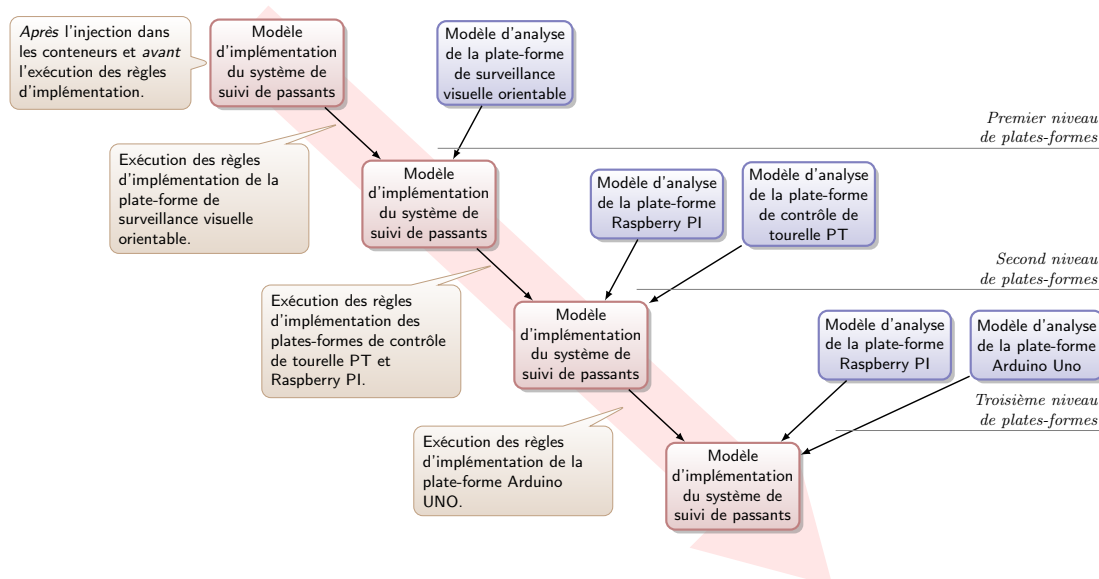 Après l'injection dans
les conteneurs et avant
l'exécution des règles
d'implémentation.
Modèle
d'implémentation
du système de
suivi de passants
Modèle d'analyse
de la plate-forme
de surveillance
visuelle orientable
Premier niveau
de plates-formes
Exécution des règles
d'implémentation de la
plate-forme de
surveillance visuelle
orientable.
Modèle
d'implémentation
du système de
suivi de passants
Modèle d'analyse
de la plate-forme
Raspberry PI
Modèle d'analyse
de la plate-forme
de contrôle de
tourelle PT
Second niveau
de plates-formes
Exécution des règles
d'implémentation des
plates-formes de contrôle
de tourelle PT et
Raspberry PI.
Modèle
d'implémentation
du système de
suivi de passants
Modèle d'analyse
de la plate-forme
Raspberry PI
Modèle d'analyse
de la plate-forme
Arduino Uno
Troisième niveau
de plates-formes
Exécution des règles
d'implémentation de la
plate-forme Arduino
UNO.
Modèle
d'implémentation
du système de
suivi de passants